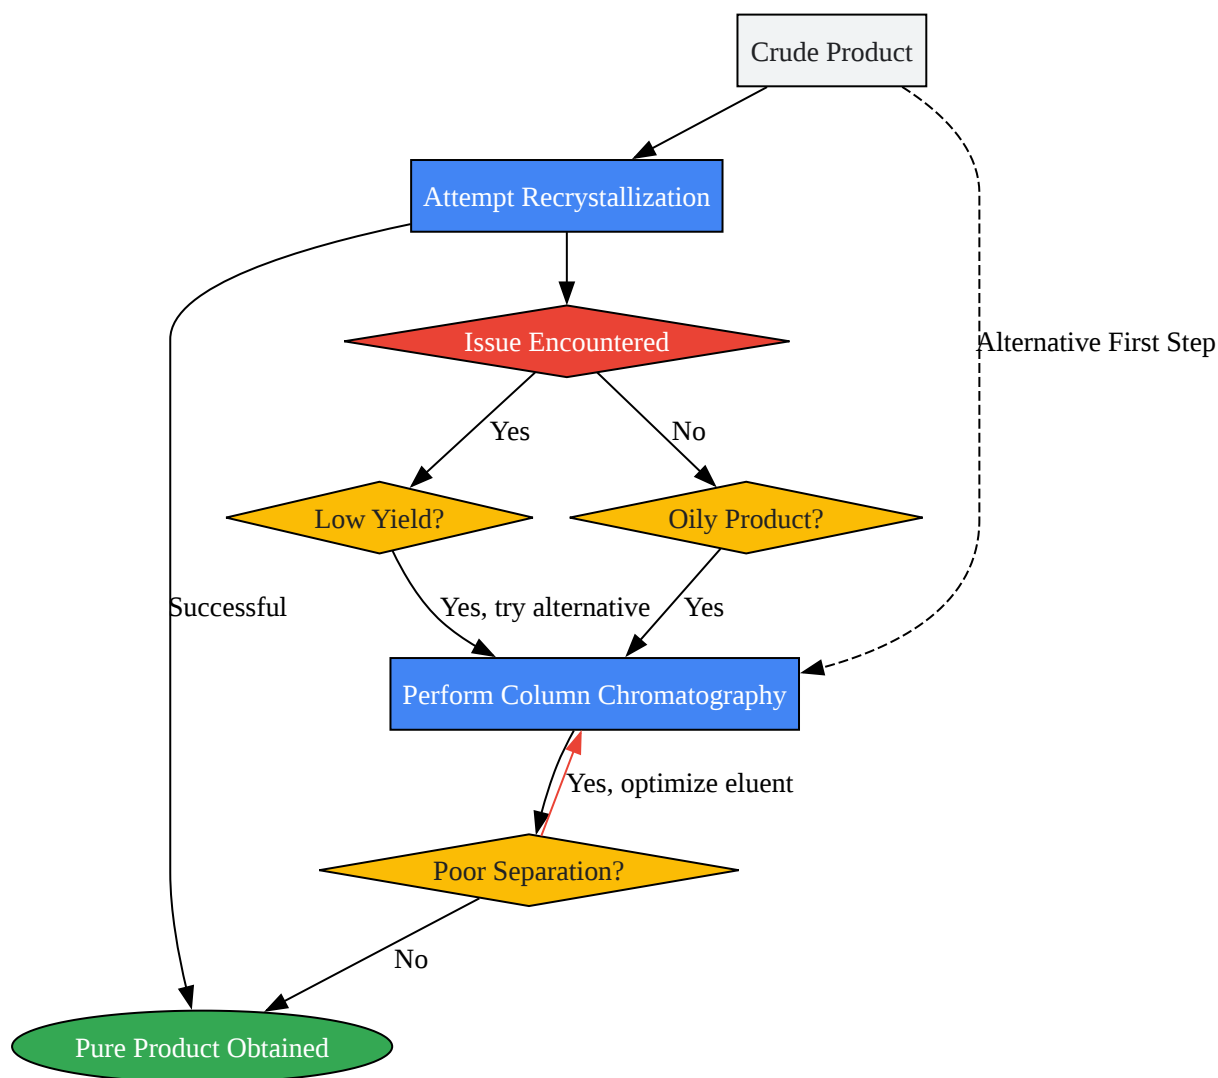 Crude Product
Attempt Recrystallization
Issue Encountered
Alternative First Step
Yes
No
Low Yield?
Oily Product?
Successful
Yes, try alternative
Yes
Perform Column Chromatography
Yes, optimize eluent
Poor Separation?
No
Pure Product Obtained